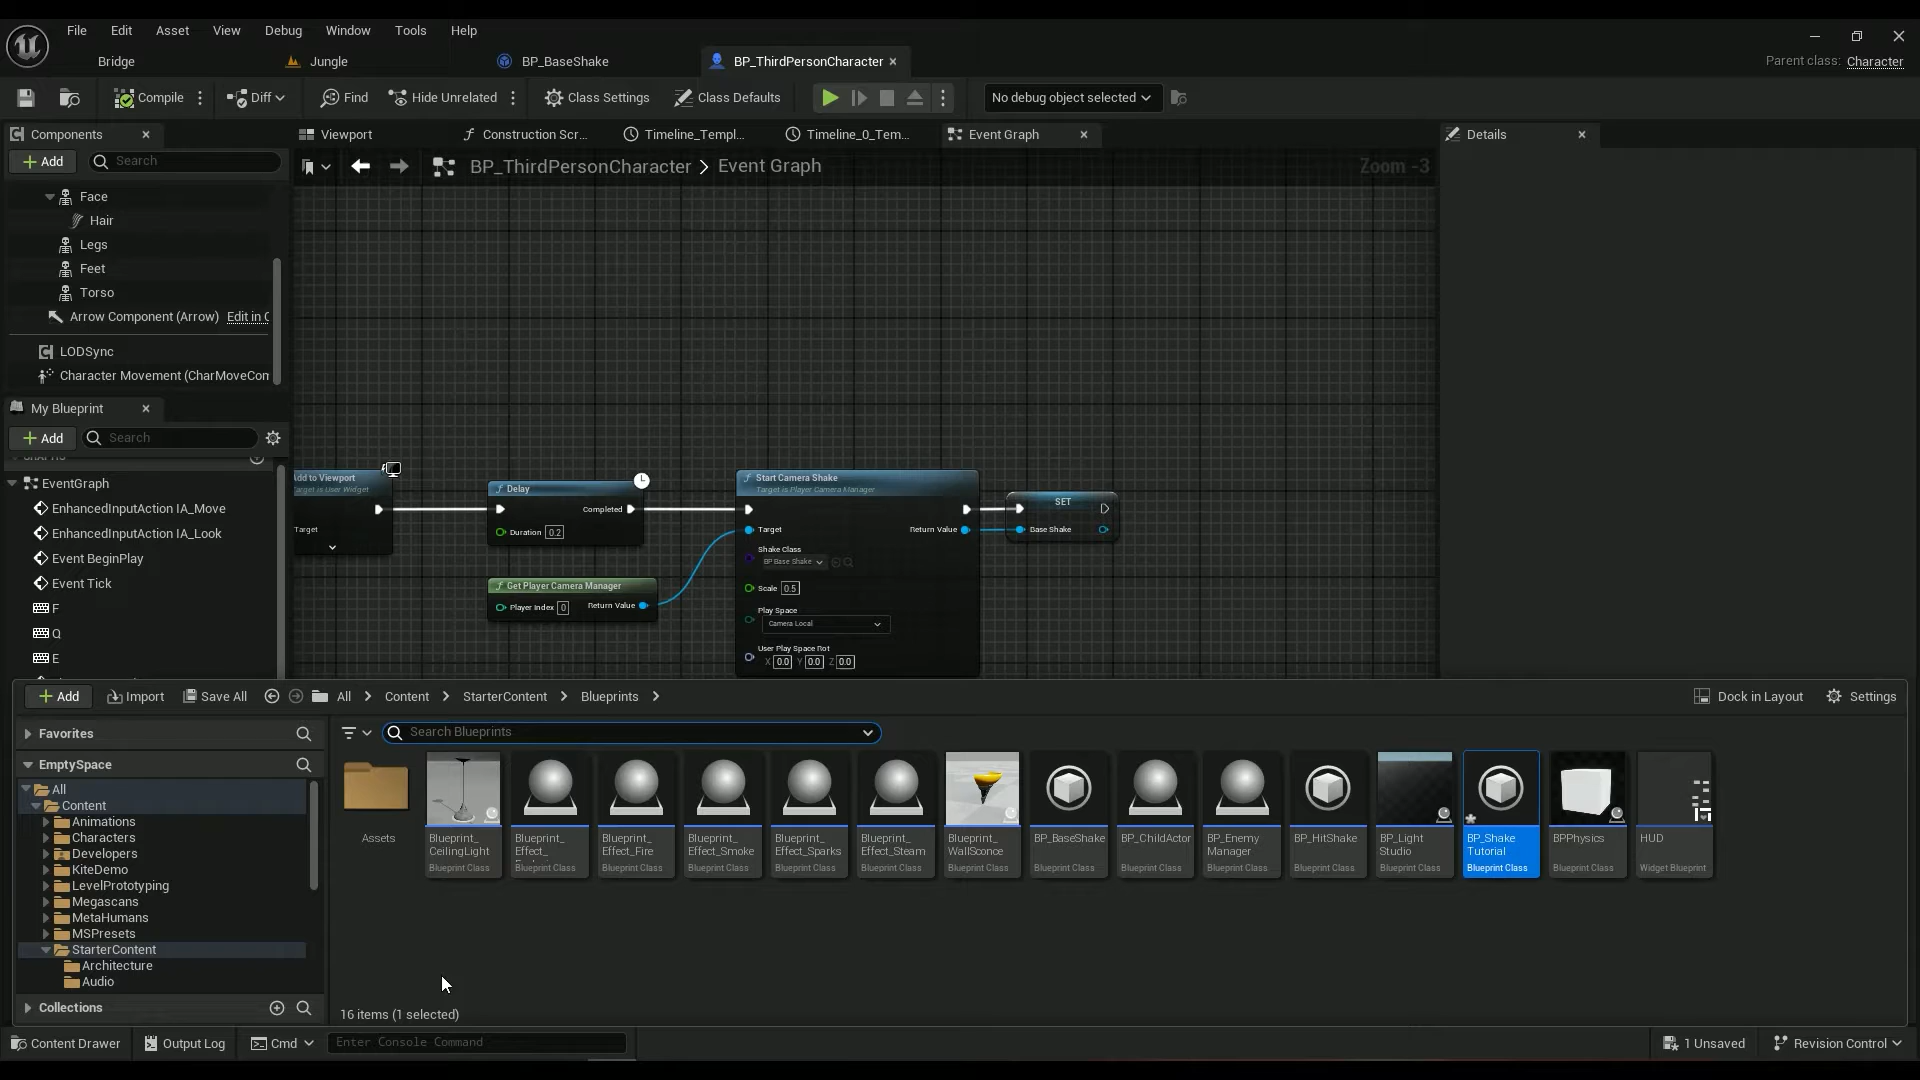 File Edit Asset View Debug Window Tools Help
Bridge Jungle BP_BaseShake BP_ThirdPersonCharacter
Parent class: Character
Compile Diff Find Hide Unrelated Class Settings Class Defaults No debug object selected
Components
Add Search
Face
Hair
Legs
Feet
Torso
Arrow Component (Arrow) Edit in C
LODSync
Character Movement (CharMoveCom
My Blueprint
Add Search
EventGraph
EnhancedInputAction IA_Move
EnhancedInputAction IA_Look
Event BeginPlay
Event Tick
F
Q
E
Viewport Construction Scr... Timeline_Templ... Timeline_0_Tem... Event Graph
BP_ThirdPersonCharacter > Event Graph
Zoom -3
Add to Viewport
Target is User Widget
Target
Delay
Completed
Duration 0.2
Get Player Camera Manager
Player Index 0 Return Value
Start Camera Shake
Target is Player Camera Manager
Target Return Value
Shake Class
BP Base Shake
Scale 0.5
Play Space
Camera Local
User Play Space Rot
X 0.0 Y 0.0 Z 0.0
SET
Base Shake
Details
Add Import Save All All > Content > StarterContent > Blueprints >
Dock in Layout Settings
Favorites
EmptySpace
All
Content
Animations
Characters
Developers
KiteDemo
LevelPrototyping
Megascans
MetaHumans
MSPresets
StarterContent
Architecture
Audio
Collections
Search Blueprints
Assets
Blueprint_
CeilingLight
Blueprint Class
Blueprint_
Effect_
Blueprint Class
Blueprint_
Effect_Fire
Blueprint Class
Blueprint_
Effect_Smoke
Blueprint Class
Blueprint_
Effect_Sparks
Blueprint Class
Blueprint_
Effect_Steam
Blueprint Class
Blueprint_
WallSconce
Blueprint Class
BP_BaseShake
Blueprint Class
BP_ChildActor
Blueprint Class
BP_Enemy
Manager
Blueprint Class
BP_HitShake
Blueprint Class
BP_Light
Studio
Blueprint Class
BP_Shake
Tutorial
Blueprint Class
BPPhysics
Blueprint Class
HUD
Widget Blueprint
16 items (1 selected)
Content Drawer Output Log Cmd Enter Console Command
1 Unsaved Revision Control